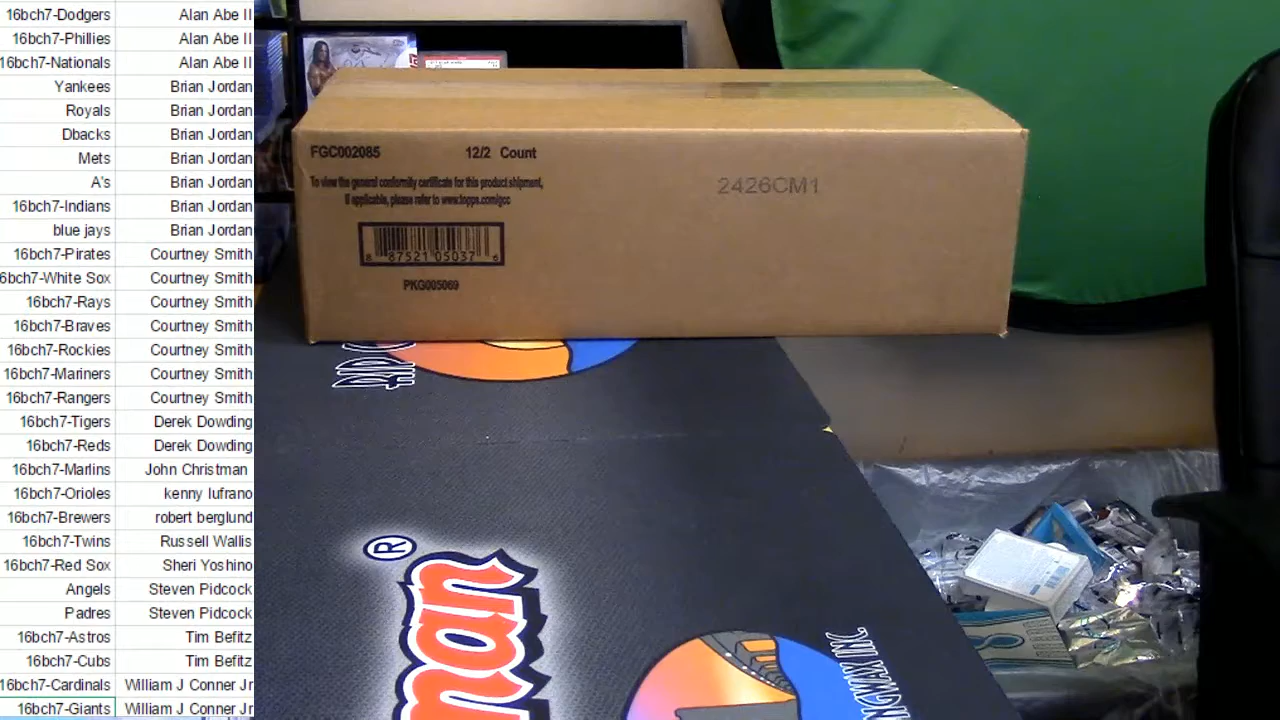 16bch7-Dodgers Alan Abe II
16bch7-Phillies Alan Abe II
16bch7-Nationals Alan Abe II
Yankees Brian Jordan
Royals Brian Jordan
Dbacks Brian Jordan
Mets Brian Jordan
A's Brian Jordan
16bch7-Indians Brian Jordan
blue jays Brian Jordan
16bch7-Pirates Courtney Smith
6bch7-White Sox Courtney Smith
16bch7-Rays Courtney Smith
16bch7-Braves Courtney Smith
16bch7-Rockies Courtney Smith
16bch7-Mariners Courtney Smith
16bch7-Rangers Courtney Smith
16bch7-Tigers Derek Dowding
16bch7-Reds Derek Dowding
16bch7-Marlins John Christman
16bch7-Orioles kenny lufrano
16bch7-Brewers robert berglund
16bch7-Twins Russell Wallis
16bch7-Red Sox Sheri Yoshino
Angels Steven Pidcock
Padres Steven Pidcock
16bch7-Astros Tim Befitz
16bch7-Cubs Tim Befitz
16bch7-Cardinals William J Conner Jr
16bch7-Giants William J Conner Jr
FGC002085 12/2 Count
To view the general conformity certificate for this product shipment,
if applicable, please refer to www.topps.com/gcc
2426CM1
8 87521 05037 6
PKG005069
RIP
man®
INGWAX INC.